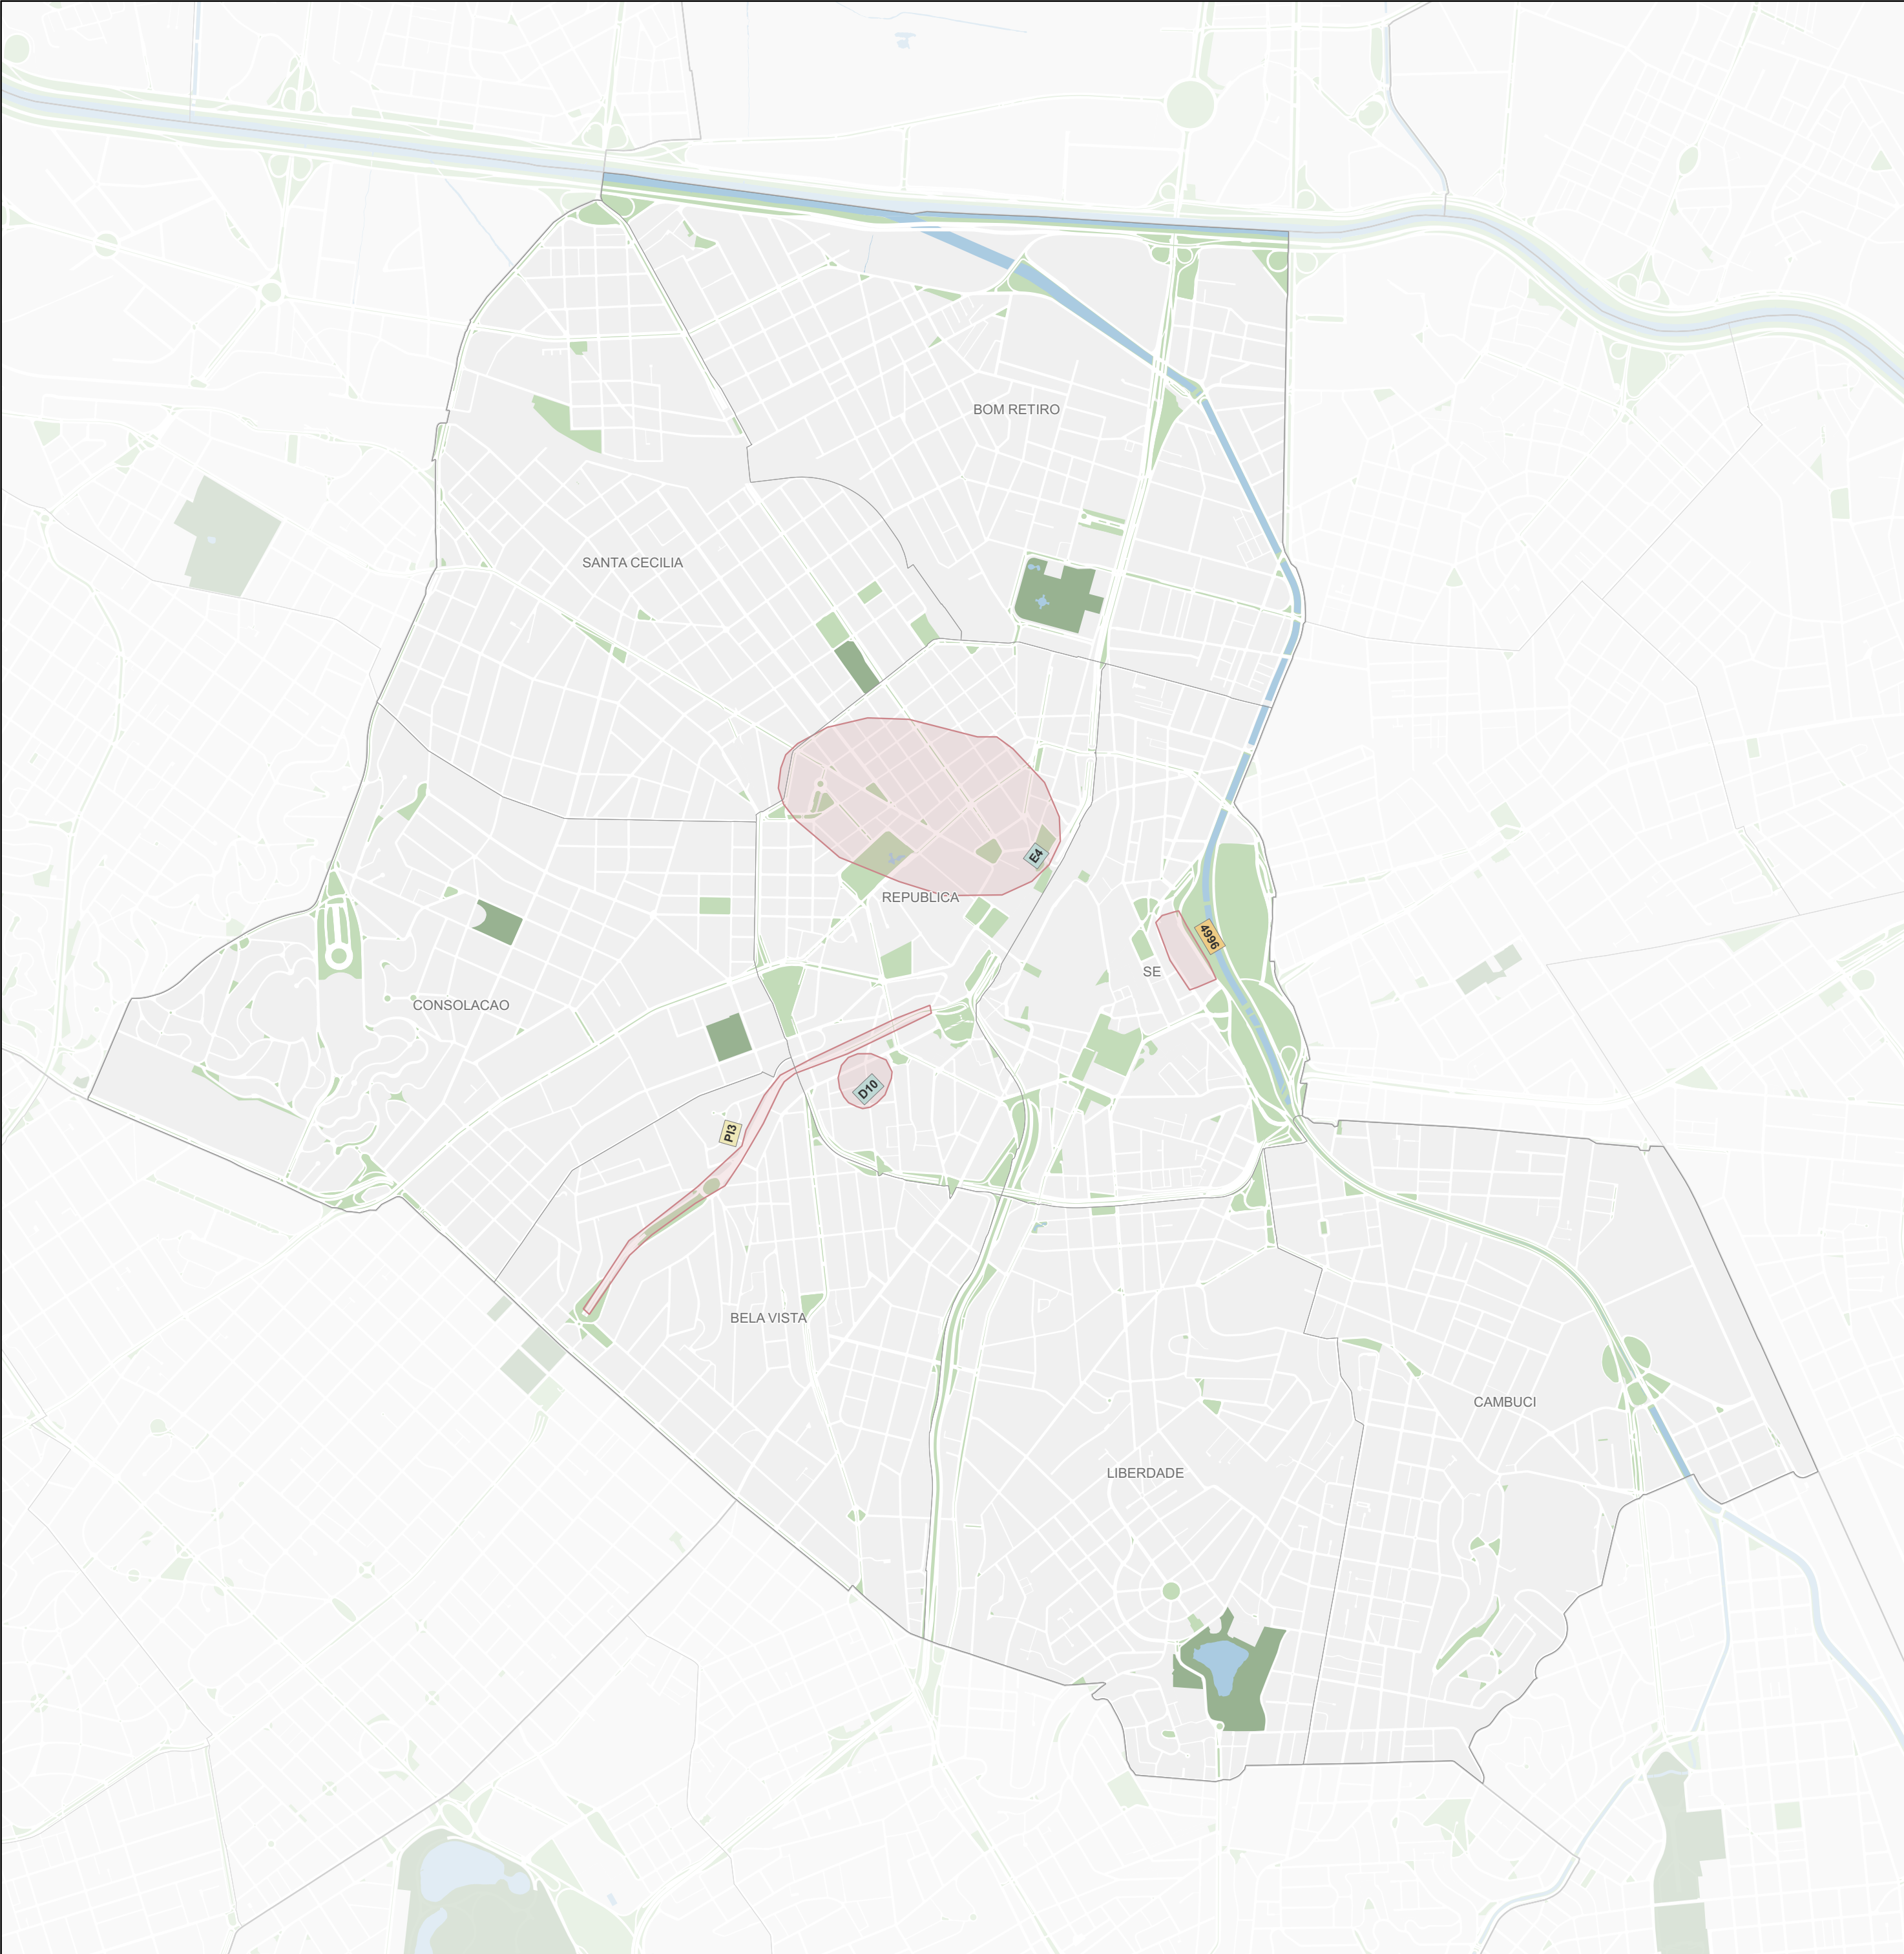 BOM RETIRO
SANTA CECILIA
E4
REPUBLICA
4996
SE
CONSOLACAO
D10
PI3
BELA VISTA
CAMBUCI
LIBERDADE